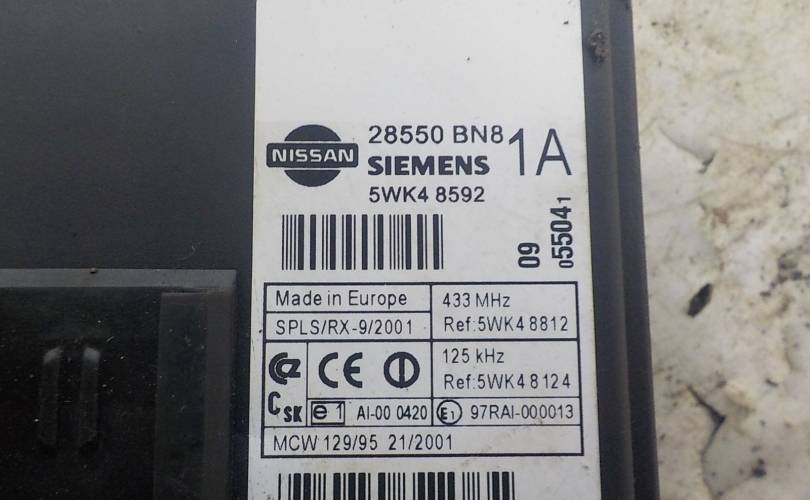 NISSAN
28550 BN8 1A
SIEMENS
5WK4 8592
09
05504 1
Made in Europe
433 MHz
SPLS/RX-9/2001
Ref:5WK4 8812
CE
125 kHz
Ref:5WK4 8124
C SK
e 1 AI-00 0420
E1 97RAI-000013
MCW 129/95 21/2001